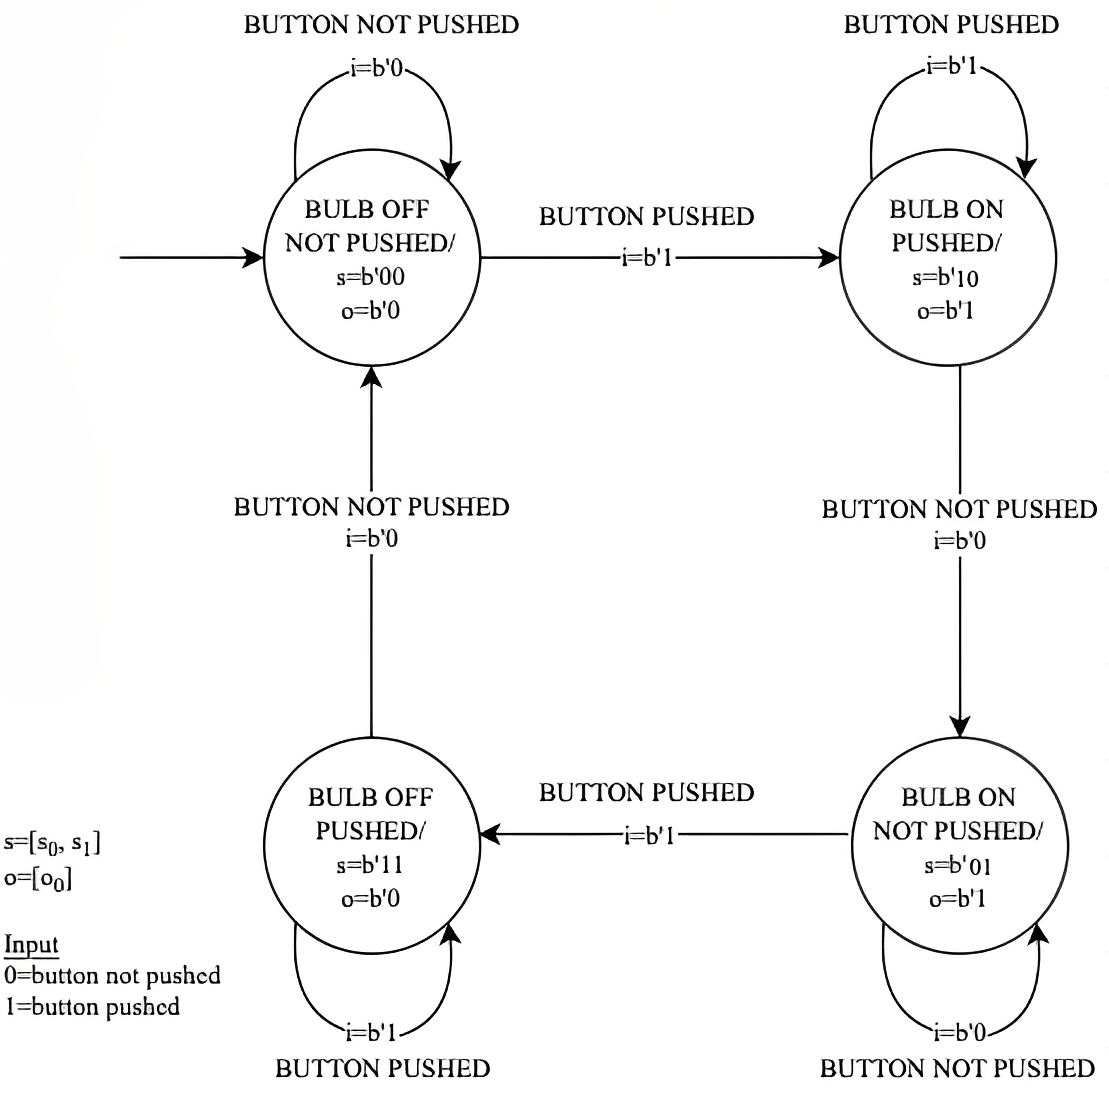 BUTTON NOT PUSHED
i=b'0
BUTTON PUSHED
i=b'1
BULB OFF
NOT PUSHED/
s=b'00
o=b'0
BUTTON PUSHED
i=b'1
BULB ON
PUSHED/
s=b'10
o=b'1
BUTTON NOT PUSHED
i=b'0
BUTTON NOT PUSHED
i=b'0
BULB OFF
PUSHED/
s=b'11
o=b'0
BUTTON PUSHED
i=b'1
BULB ON
NOT PUSHED/
s=b'01
o=b'1
s=[s₀, s₁]
o=[o₀]
Input
0=button not pushed
1=button pushed
i=b'1
BUTTON PUSHED
i=b'0
BUTTON NOT PUSHED